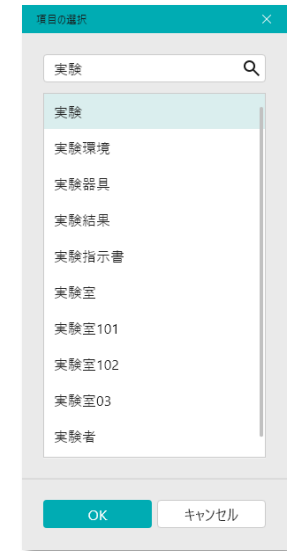 項目の選択
実験
実験
実験環境
実験器具
実験結果
実験指示書
実験室
実験室101
実験室102
実験室03
実験者
OK
キャンセル